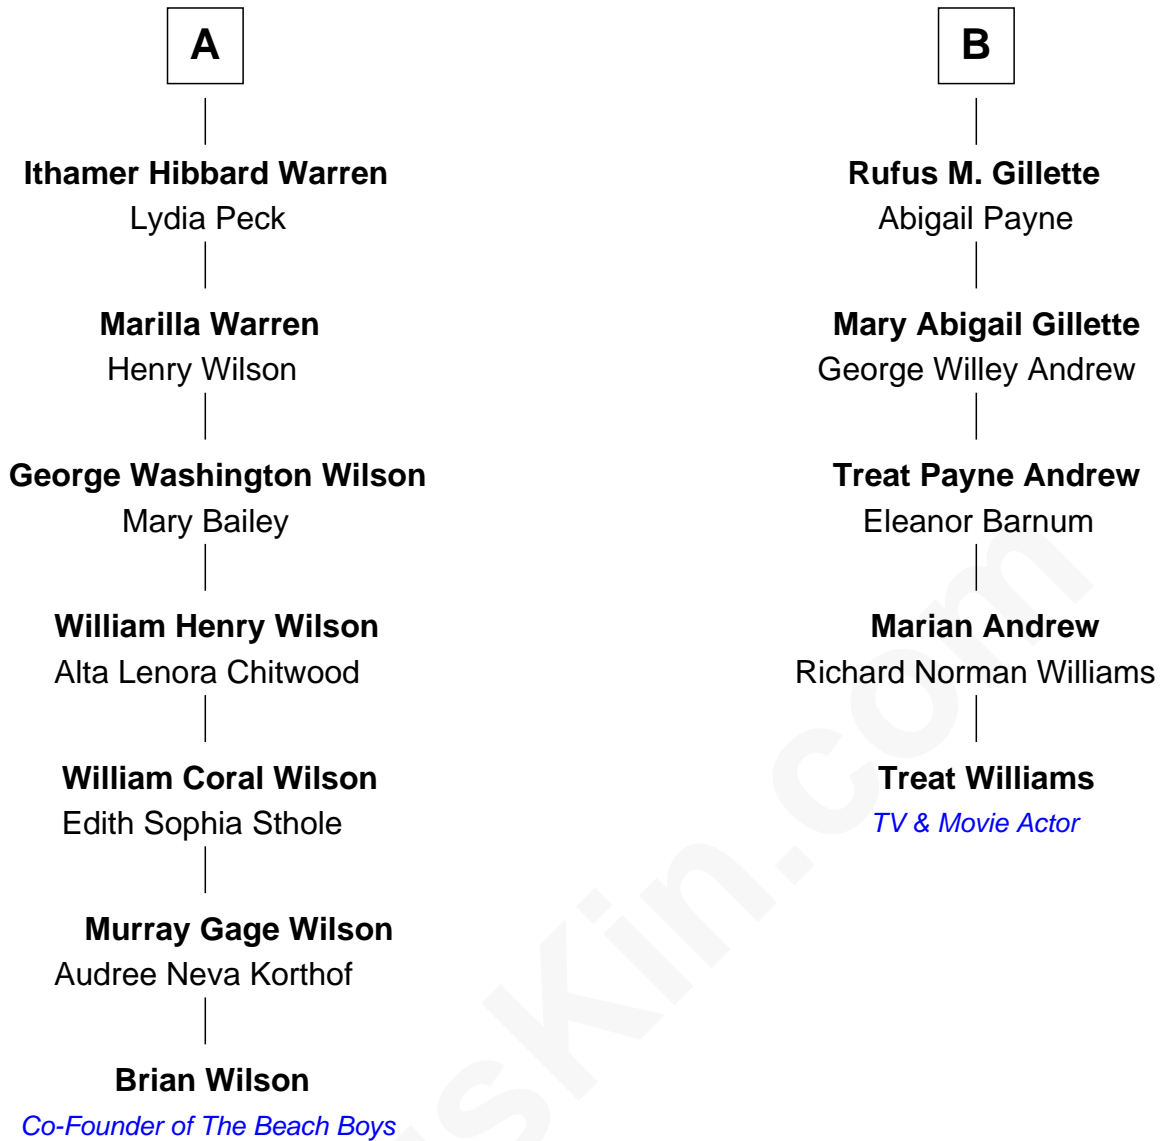 A
Ithamer Hibbard Warren
Lydia Peck
Marilla Warren
Henry Wilson
George Washington Wilson
Mary Bailey
William Henry Wilson
Alta Lenora Chitwood
William Coral Wilson
Edith Sophia Sthole
Murray Gage Wilson
Audree Neva Korthof
Brian Wilson
Co-Founder of The Beach Boys
B
Rufus M. Gillette
Abigail Payne
Mary Abigail Gillette
George Willey Andrew
Treat Payne Andrew
Eleanor Barnum
Marian Andrew
Richard Norman Williams
Treat Williams
TV & Movie Actor
sKin.com